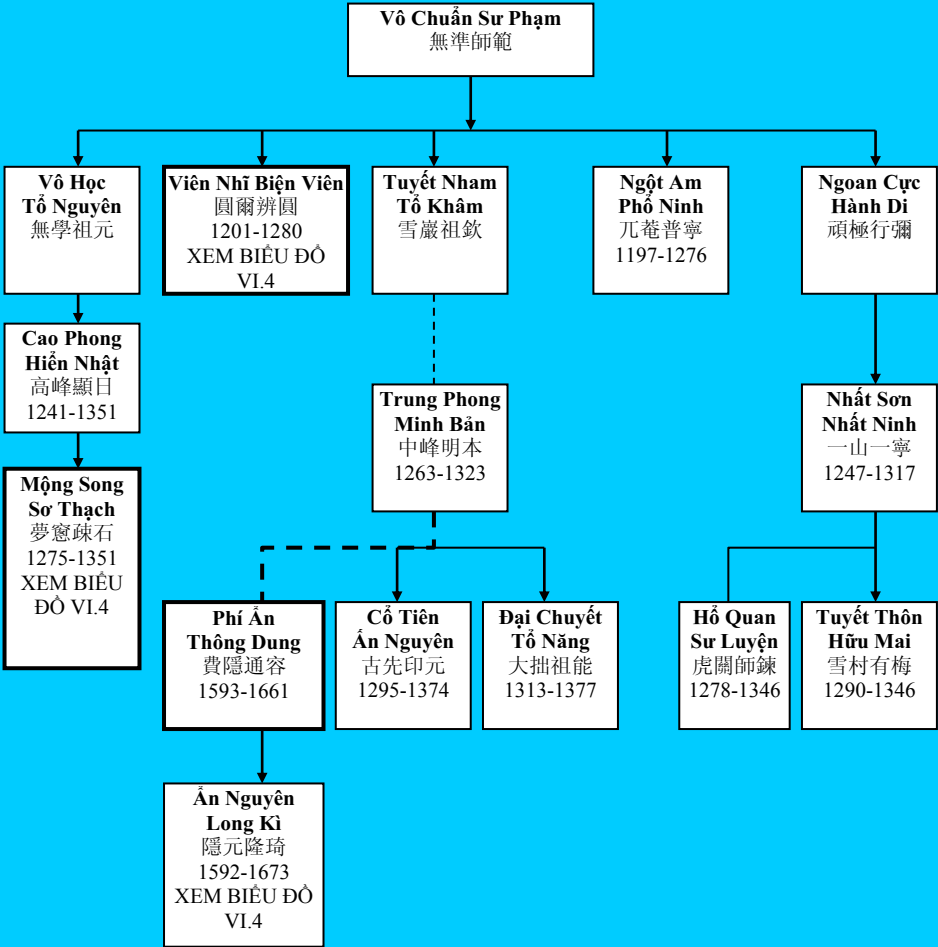 Vô Chuẩn Sư Phạm
無準師範
Vô Học
Tổ Nguyên
無學祖元
Viên Nhĩ Biện Viên
圓爾辨圓
1201-1280
XEM BIỂU ĐỒ
VI.4
Tuyết Nham
Tổ Khâm
雪巖祖欽
Ngột Am
Phổ Ninh
兀菴普寧
1197-1276
Ngoan Cực
Hành Di
頑極行彌
Cao Phong
Hiển Nhật
高峰顯日
1241-1351
Trung Phong
Minh Bản
中峰明本
1263-1323
Nhất Sơn
Nhất Ninh
一山一寧
1247-1317
Mộng Song
Sơ Thạch
夢窓疎石
1275-1351
XEM BIỂU
ĐỒ VI.4
Phí Ẩn
Thông Dung
費隱通容
1593-1661
Cổ Tiên
Ấn Nguyên
古先印元
1295-1374
Đại Chuyết
Tổ Năng
大拙祖能
1313-1377
Hổ Quan
Sư Luyện
虎關師鍊
1278-1346
Tuyết Thôn
Hữu Mai
雪村有梅
1290-1346
Ẩn Nguyên
Long Kì
隱元隆琦
1592-1673
XEM BIỂU ĐỒ
VI.4